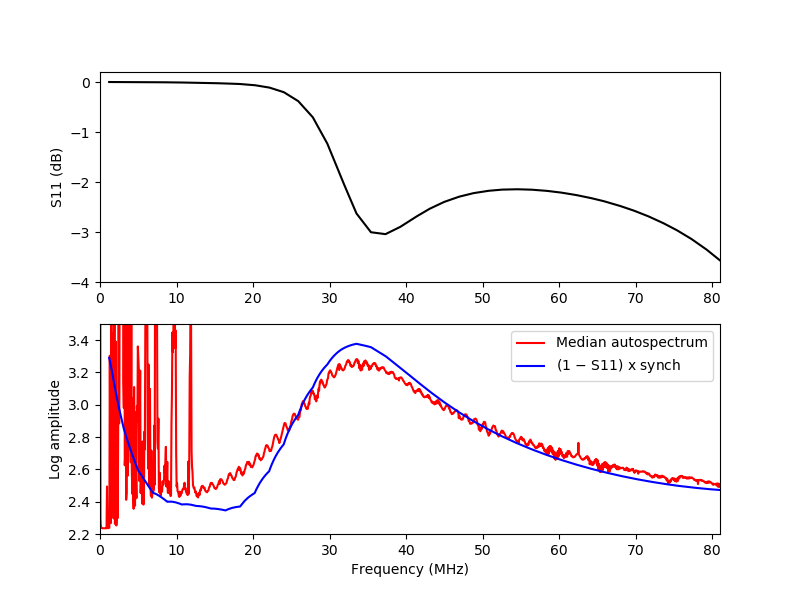 0
−1
−2
−3
−4
S11 (dB)
0 10 20 30 40 50 60 70 80
3.4
3.2
3.0
2.8
2.6
2.4
2.2
Log amplitude
Median autospectrum
(1 − S11) x synch
0 10 20 30 40 50 60 70 80
Frequency (MHz)